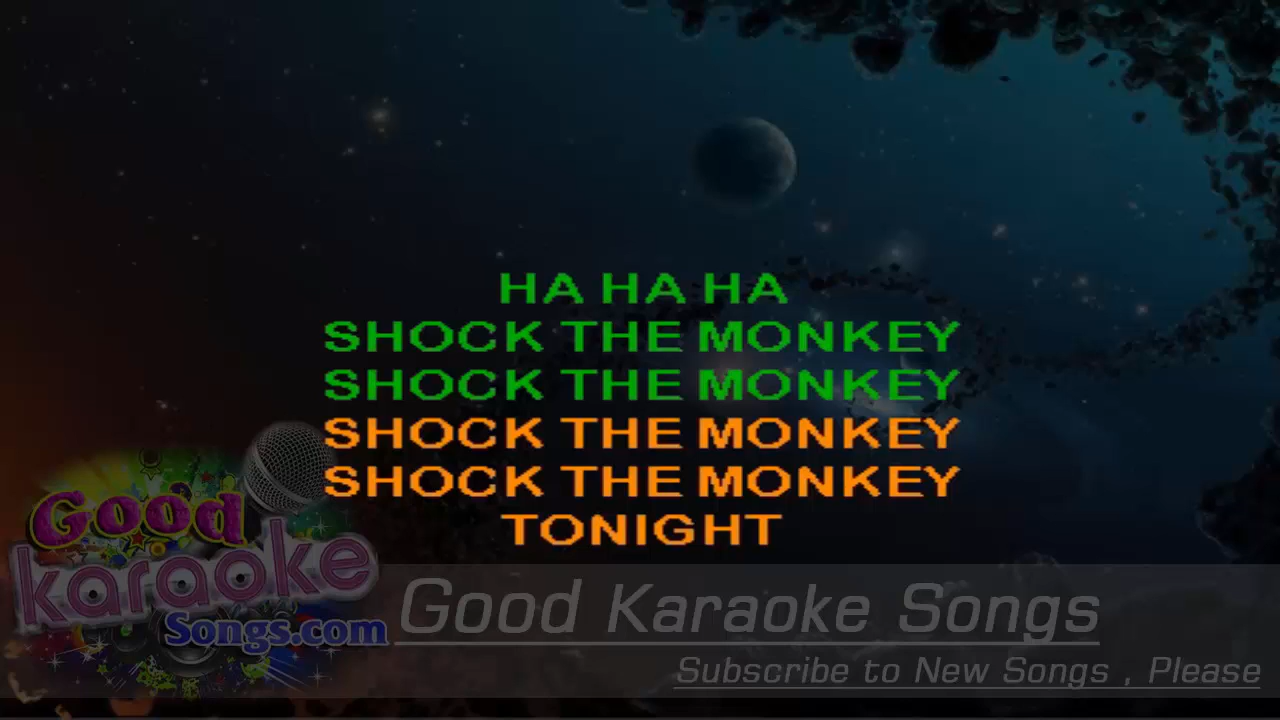 HA HA HA
SHOCK THE MONKEY
SHOCK THE MONKEY
SHOCK THE MONKEY
SHOCK THE MONKEY
TONIGHT
Good
karaoke
Songs.com
Good Karaoke Songs
Subscribe to New Songs , Please